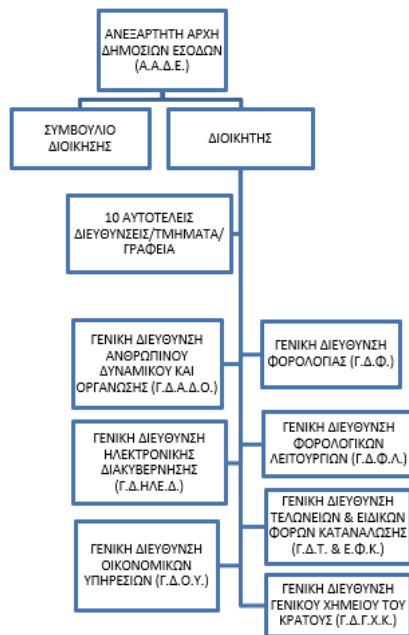 ΑΝΕΞΑΡΤΗΤΗ ΑΡΧΗ
ΔΗΜΟΣΙΩΝ ΕΣΟΔΩΝ
(Α.Α.Δ.Ε.)
ΣΥΜΒΟΥΛΙΟ
ΔΙΟΙΚΗΣΗΣ
ΔΙΟΙΚΗΤΗΣ
10 ΑΥΤΟΤΕΛΕΙΣ
ΔΙΕΥΘΥΝΣΕΙΣ/ΤΜΗΜΑΤΑ/
ΓΡΑΦΕΙΑ
ΓΕΝΙΚΗ ΔΙΕΥΘΥΝΣΗ
ΑΝΘΡΩΠΙΝΟΥ
ΔΥΝΑΜΙΚΟΥ ΚΑΙ
ΟΡΓΑΝΩΣΗΣ (Γ.Δ.Α.Δ.Ο.)
ΓΕΝΙΚΗ ΔΙΕΥΘΥΝΣΗ
ΦΟΡΟΛΟΓΙΑΣ (Γ.Δ.Φ.)
ΓΕΝΙΚΗ ΔΙΕΥΘΥΝΣΗ
ΗΛΕΚΤΡΟΝΙΚΗΣ
ΔΙΑΚΥΒΕΡΝΗΣΗΣ
(Γ.Δ.ΗΛΕ.Δ.)
ΓΕΝΙΚΗ ΔΙΕΥΘΥΝΣΗ
ΦΟΡΟΛΟΓΙΚΩΝ
ΛΕΙΤΟΥΡΓΙΩΝ (Γ.Δ.Φ.Λ.)
ΓΕΝΙΚΗ ΔΙΕΥΘΥΝΣΗ
ΟΙΚΟΝΟΜΙΚΩΝ
ΥΠΗΡΕΣΙΩΝ (Γ.Δ.Ο.Υ.)
ΓΕΝΙΚΗ ΔΙΕΥΘΥΝΣΗ
ΤΕΛΩΝΕΙΩΝ & ΕΙΔΙΚΩΝ
ΦΟΡΩΝ ΚΑΤΑΝΑΛΩΣΗΣ
(Γ.Δ.Τ. & Ε.Φ.Κ.)
ΓΕΝΙΚΗ ΔΙΕΥΘΥΝΣΗ
ΓΕΝΙΚΟΥ ΧΗΜΕΙΟΥ ΤΟΥ
ΚΡΑΤΟΥΣ (Γ.Δ.Γ.Χ.Κ.)